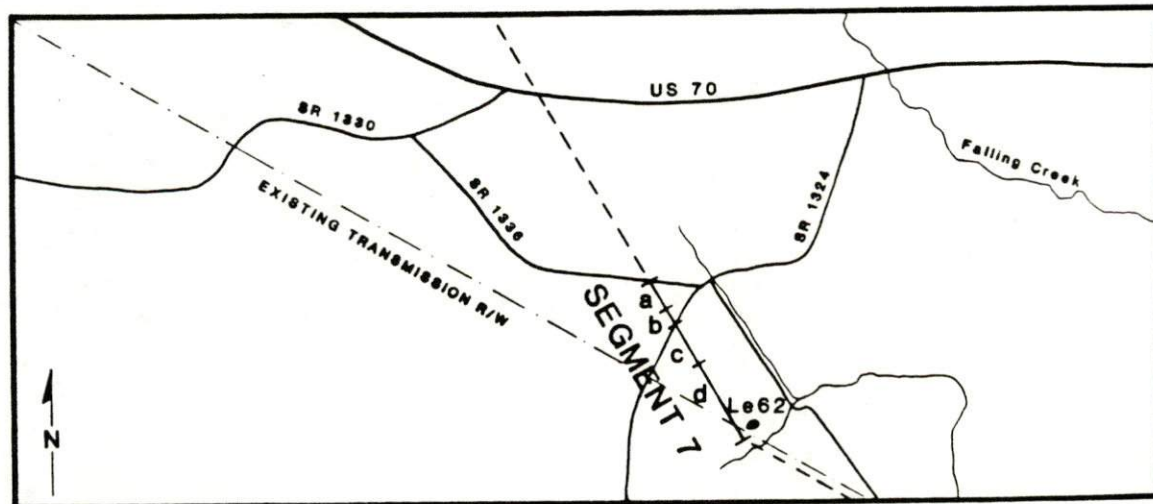 US 70
SR 1330
Falling Creek
SR 1324
SR 1336
EXISTING TRANSMISSION R/W
SEGMENT 7
a
b
c
d
Le62
N